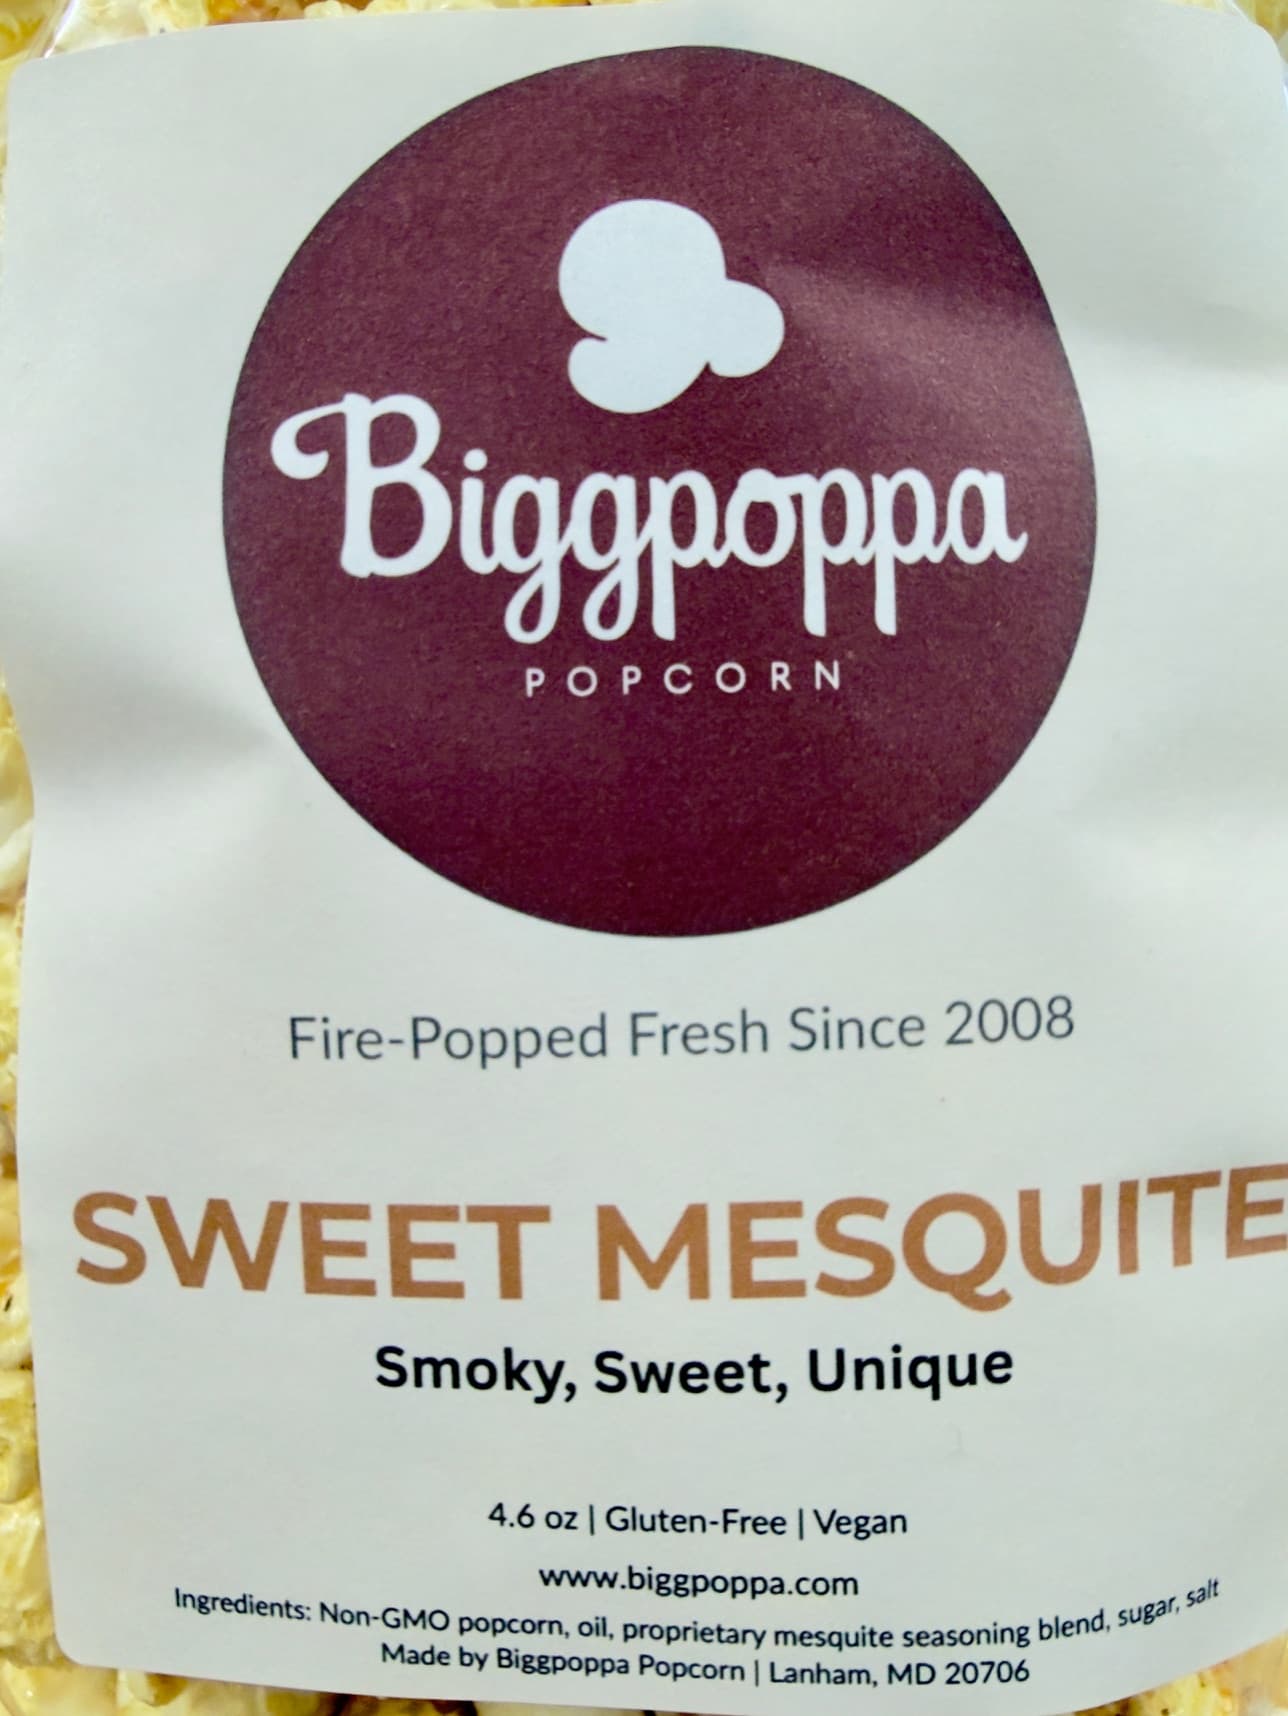 Biggpoppa
POPCORN
Fire-Popped Fresh Since 2008
SWEET MESQUITE
Smoky, Sweet, Unique
4.6 oz | Gluten-Free | Vegan
www.biggpoppa.com
Ingredients: Non-GMO popcorn, oil, proprietary mesquite seasoning blend, sugar, salt
Made by Biggpoppa Popcorn | Lanham, MD 20706